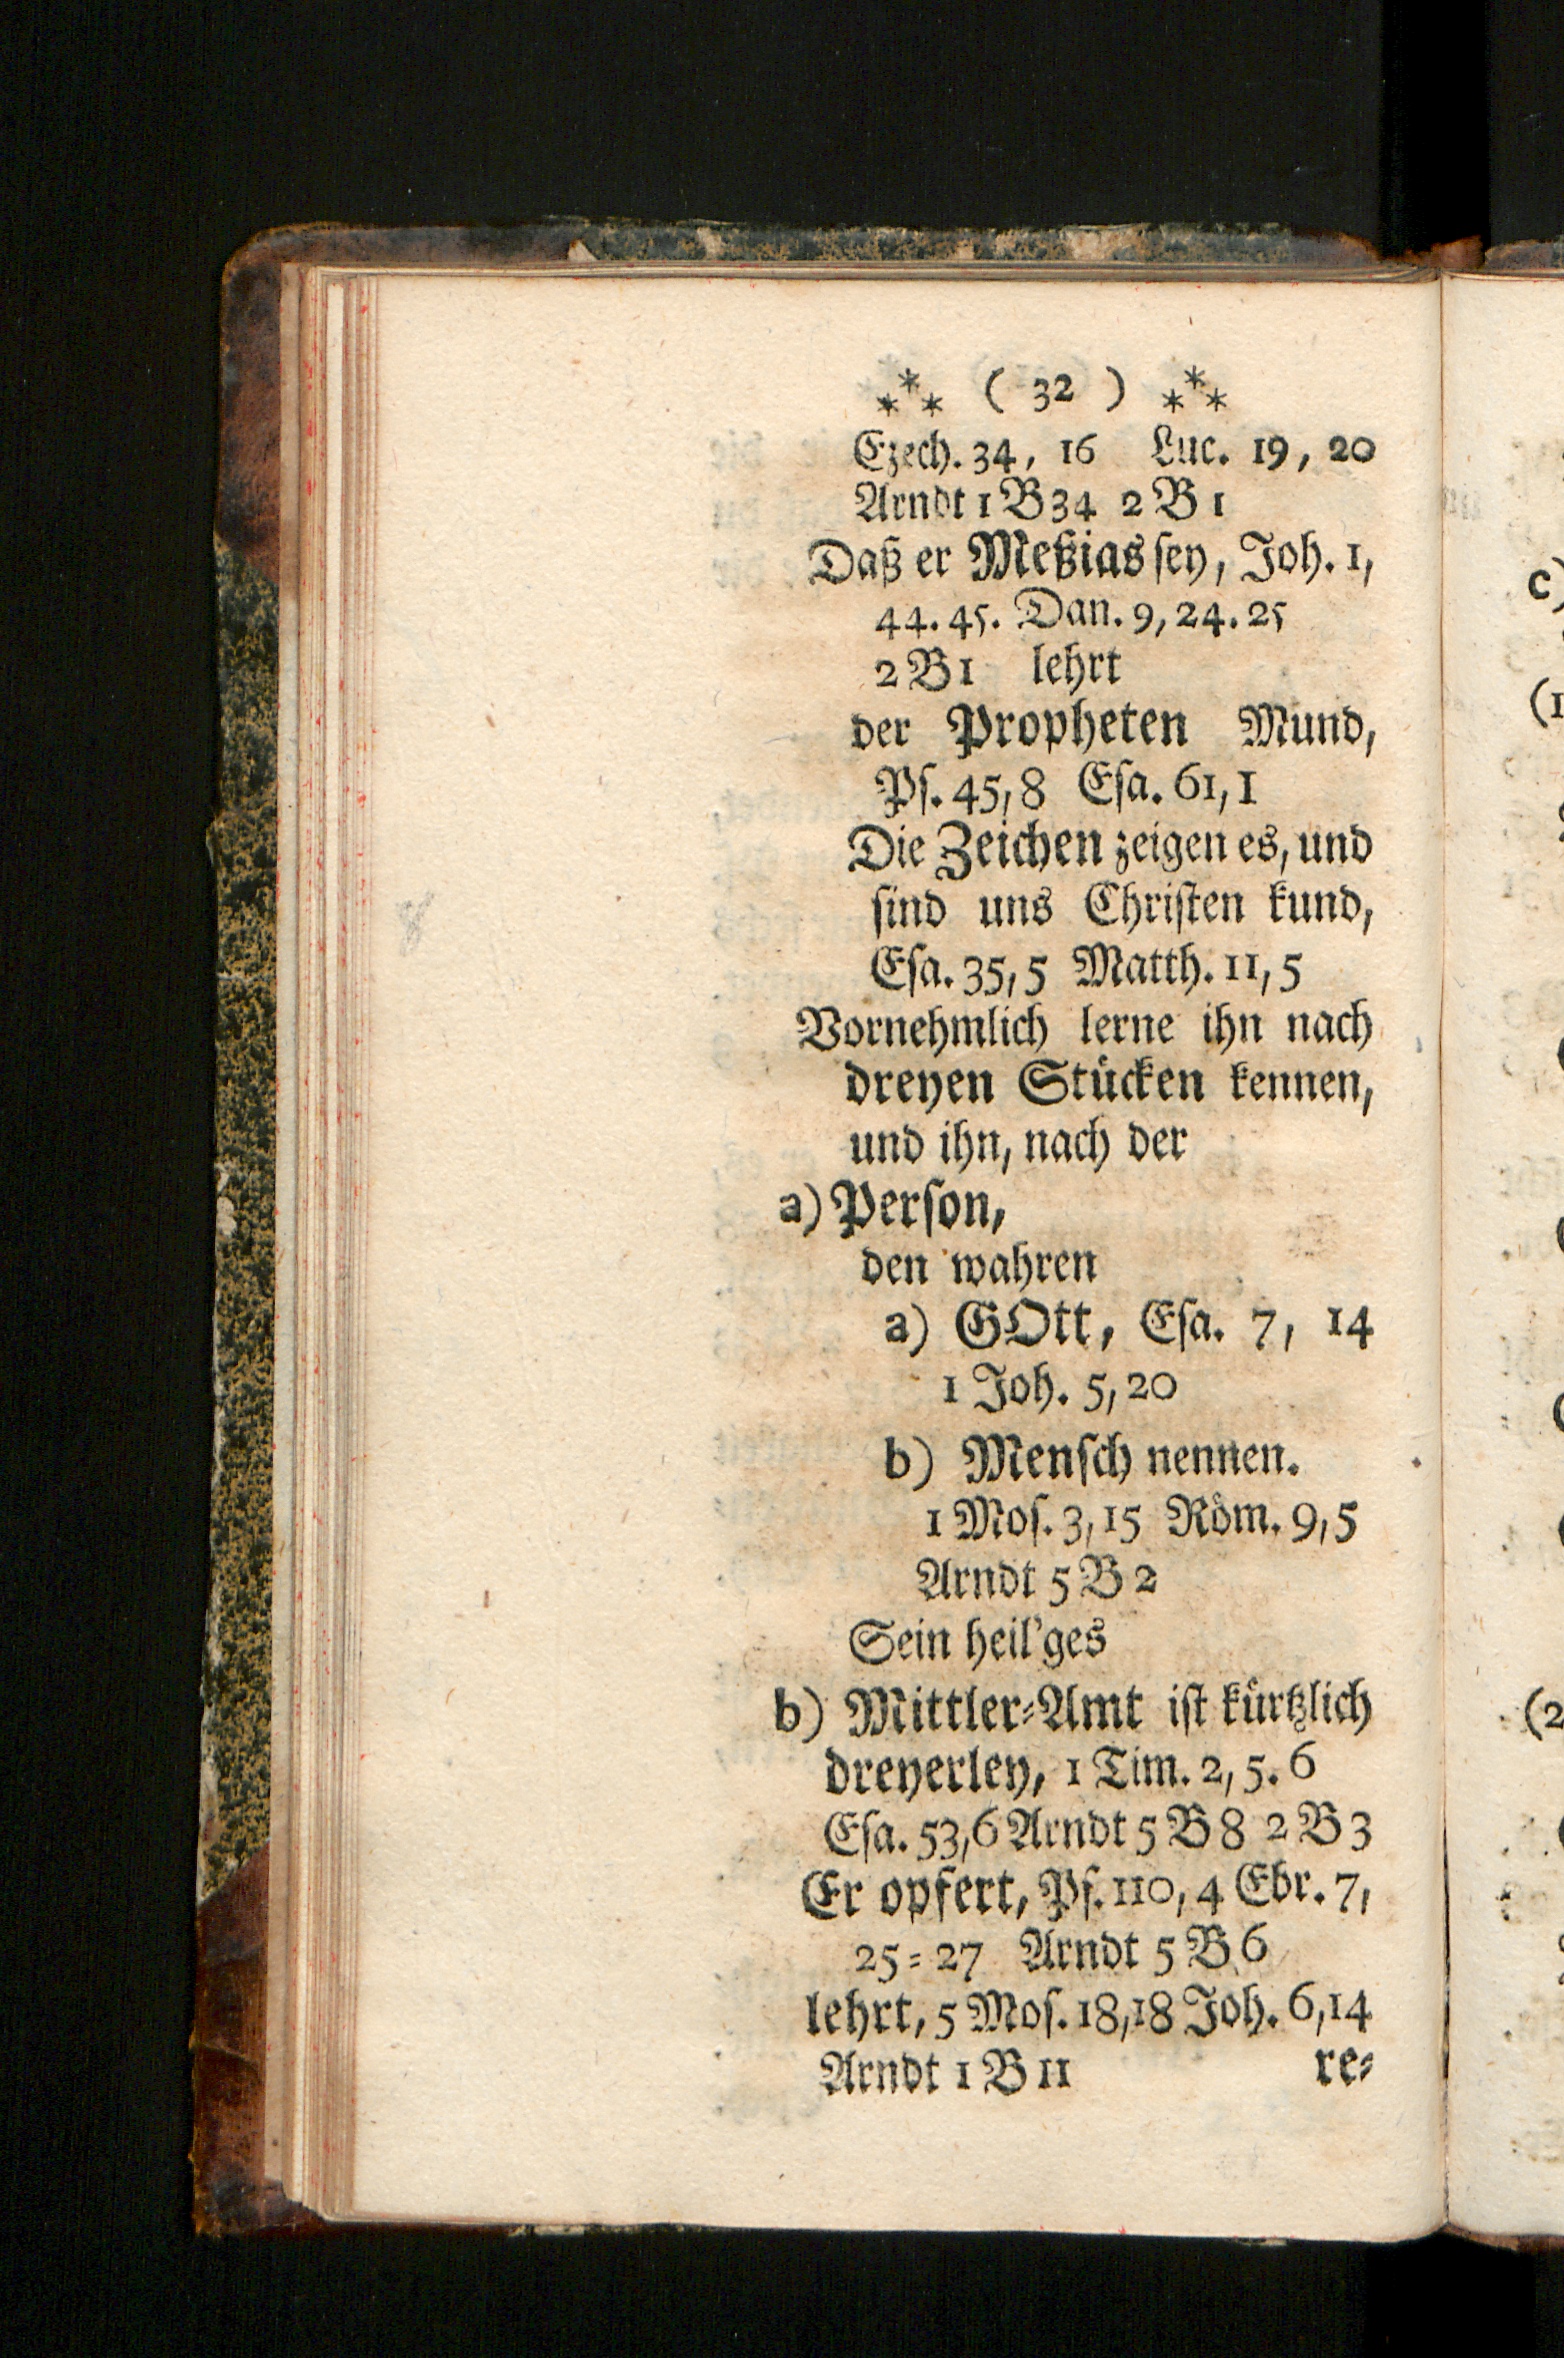 ⁂ ( 32 ) ⁂
Ezech. 34, 16 Luc. 19, 20
Arndt 1 B 34 2 B 1
Daß er Meßias ſey, Joh. 1,
44. 45. Dan. 9, 24. 25
2 B 1 lehrt
der Propheten Mund,
Pſ. 45, 8 Eſa. 61, 1
Die Zeichen zeigen es, und
ſind uns Chriſten kund,
Eſa. 35, 5 Matth. 11, 5
Vornehmlich lerne ihn nach
dreyen Stücken kennen,
und ihn, nach der
a) Perſon,
den wahren
a) GOtt, Eſa. 7, 14
1 Joh. 5, 20
b) Menſch nennen.
1 Moſ. 3, 15 Röm. 9, 5
Arndt 5 B 2
Sein heil'ges
b) Mittler-Amt iſt kürtzlich
dreyerley, 1 Tim. 2, 5. 6
Eſa. 53, 6 Arndt 5 B 8 2 B 3
Er opfert, Pſ. 110, 4 Ebr. 7,
25-27 Arndt 5 B 6
lehrt, 5 Moſ. 18, 18 Joh. 6, 14
Arndt 1 B 11 re-
c)
(1
(2